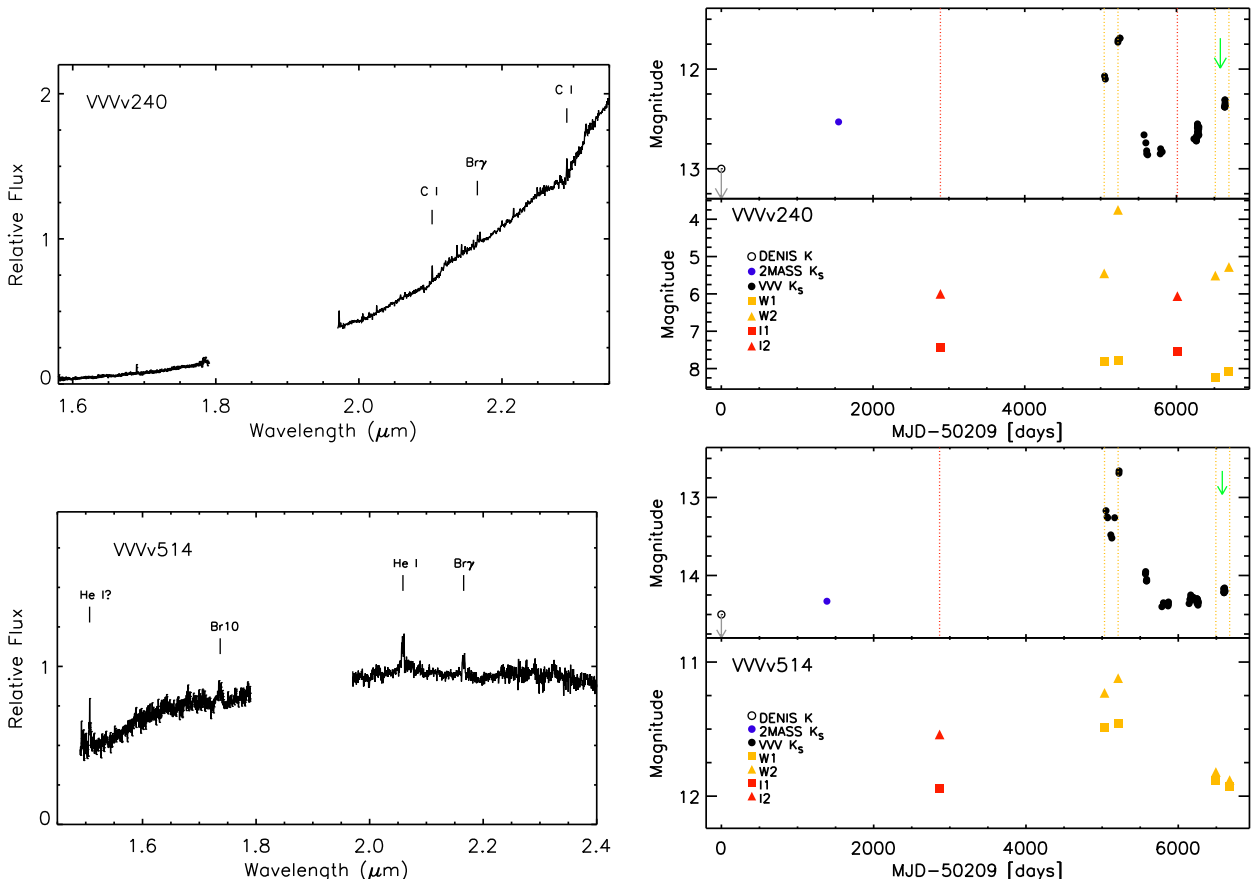 VVVv240
C I
Brγ
C I
2
1
0
Relative Flux
1.6
1.8
2.0
2.2
Wavelength (μm)
12
13
Magnitude
VVVv240
DENIS K
2MASS Ks
VVV Ks
W1
W2
I1
I2
4
5
6
7
8
Magnitude
0
2000
4000
6000
MJD-50209 [days]
VVVv514
He I?
Br10
He I
Brγ
1
0
Relative Flux
1.6
1.8
2.0
2.2
2.4
Wavelength (μm)
13
14
Magnitude
VVVv514
DENIS K
2MASS Ks
VVV Ks
W1
W2
I1
I2
11
12
Magnitude
0
2000
4000
6000
MJD-50209 [days]